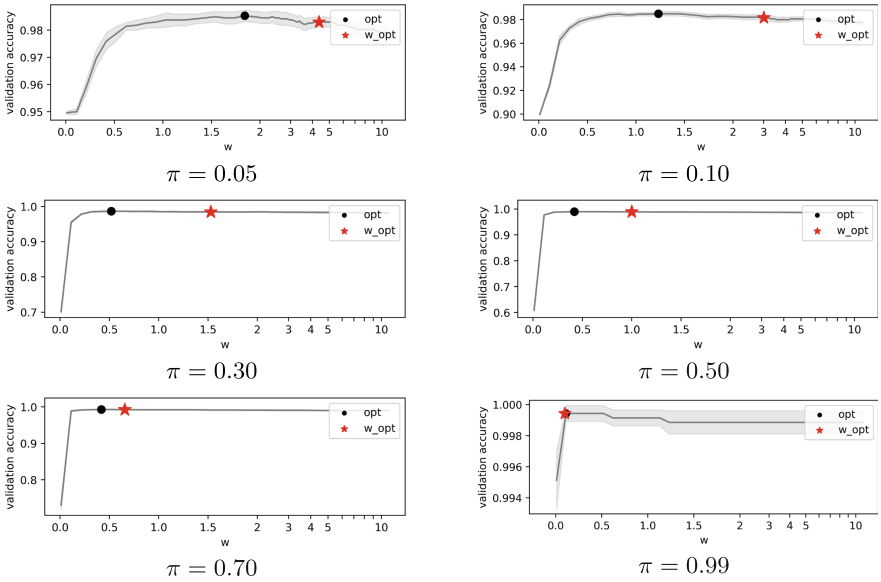 validation accuracy
0.98
0.97
0.96
0.95
0.0 0.5 1.0 1.5 2 3 4 5 10
w
opt
w_opt
π = 0.05
validation accuracy
0.98
0.96
0.94
0.92
0.90
0.0 0.5 1.0 1.5 2 3 4 5 10
w
opt
w_opt
π = 0.10
validation accuracy
1.0
0.9
0.8
0.7
0.0 0.5 1.0 1.5 2 3 4 5 10
w
opt
w_opt
π = 0.30
validation accuracy
1.0
0.9
0.8
0.7
0.6
0.0 0.5 1.0 1.5 2 3 4 5 10
w
opt
w_opt
π = 0.50
validation accuracy
1.0
0.9
0.8
0.0 0.5 1.0 1.5 2 3 4 5 10
w
opt
w_opt
π = 0.70
validation accuracy
1.000
0.998
0.996
0.994
0.0 0.5 1.0 1.5 2 3 4 5 10
w
opt
w_opt
π = 0.99